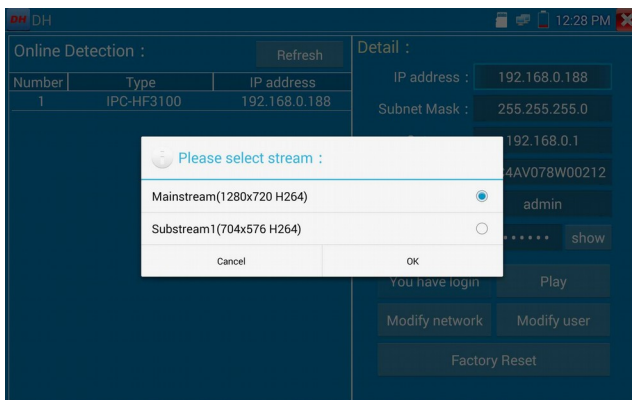 DH DH
12:28 PM
Online Detection :
Refresh
Number Type IP address
1 IPC-HF3100 192.168.0.188
Detail :
IP address : 192.168.0.188
Subnet Mask : 255.255.255.0
192.168.0.1
4AV078W00212
admin
show
You have login Play
Modify network Modify user
Factory Reset
Please select stream :
Mainstream(1280x720 H264)
Substream1(704x576 H264)
Cancel OK